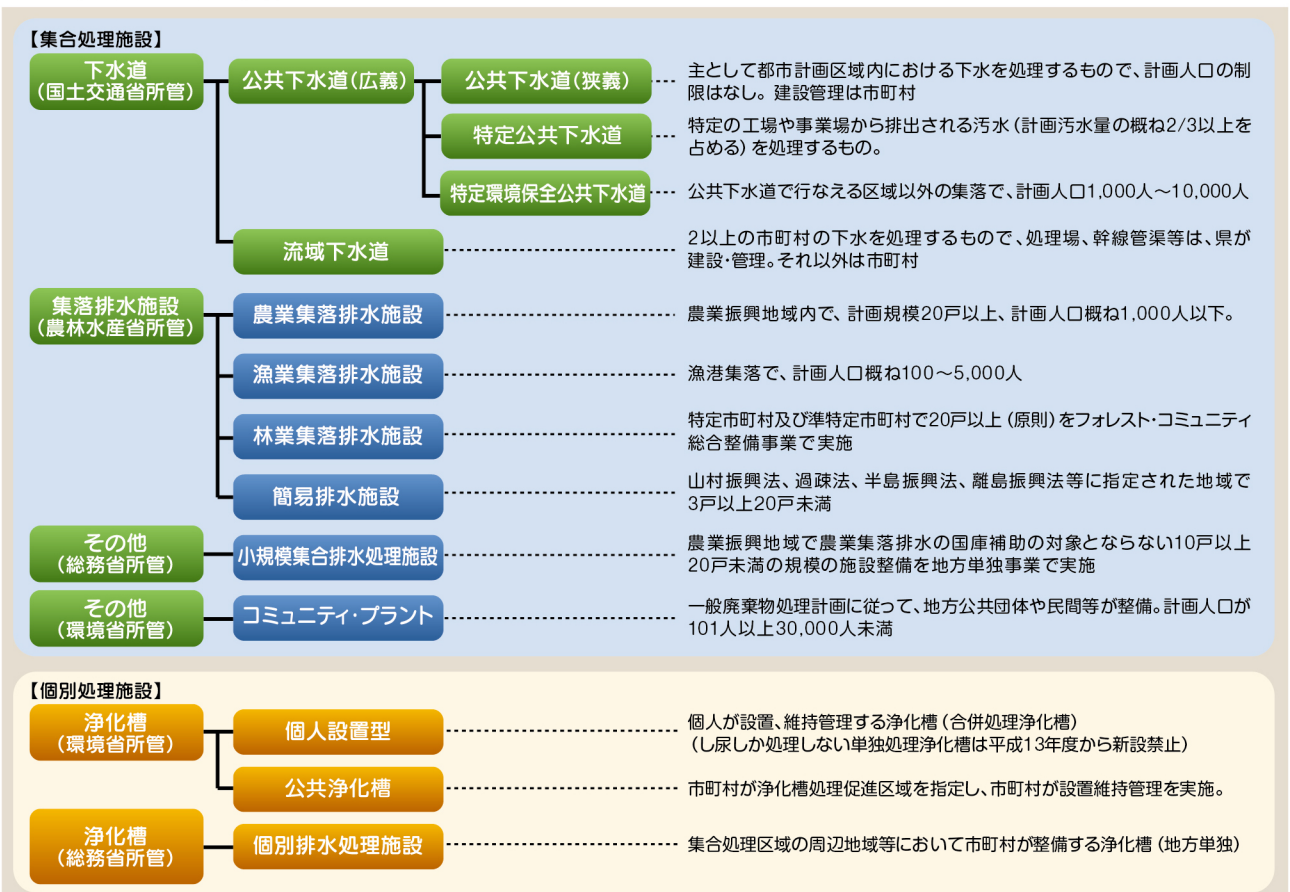 【集合処理施設】
下水道
(国土交通省所管)
公共下水道(広義)
公共下水道(狭義)
主として都市計画区域内における下水を処理するもので、計画人口の制
限はなし。建設管理は市町村
特定公共下水道
特定の工場や事業場から排出される汚水(計画汚水量の概ね2/3以上を
占める)を処理するもの。
特定環境保全公共下水道
公共下水道で行なえる区域以外の集落で、計画人口1,000人〜10,000人
流域下水道
2以上の市町村の下水を処理するもので、処理場、幹線管渠等は、県が
建設・管理。それ以外は市町村
集落排水施設
(農林水産省所管)
農業集落排水施設
農業振興地域内で、計画規模20戸以上、計画人口概ね1,000人以下。
漁業集落排水施設
漁港集落で、計画人口概ね100〜5,000人
林業集落排水施設
特定市町村及び準特定市町村で20戸以上(原則)をフォレスト・コミュニティ
総合整備事業で実施
簡易排水施設
山村振興法、過疎法、半島振興法、離島振興法等に指定された地域で
3戸以上20戸未満
その他
(総務省所管)
小規模集合排水処理施設
農業振興地域で農業集落排水の国庫補助の対象とならない10戸以上
20戸未満の規模の施設整備を地方単独事業で実施
その他
(環境省所管)
コミュニティ・プラント
一般廃棄物処理計画に従って、地方公共団体や民間等が整備。計画人口が
101人以上30,000人未満
【個別処理施設】
浄化槽
(環境省所管)
個人設置型
個人が設置、維持管理する浄化槽(合併処理浄化槽)
(し尿しか処理しない単独処理浄化槽は平成13年度から新設禁止)
公共浄化槽
市町村が浄化槽処理促進区域を指定し、市町村が設置維持管理を実施。
浄化槽
(総務省所管)
個別排水処理施設
集合処理区域の周辺地域等において市町村が整備する浄化槽(地方単独)